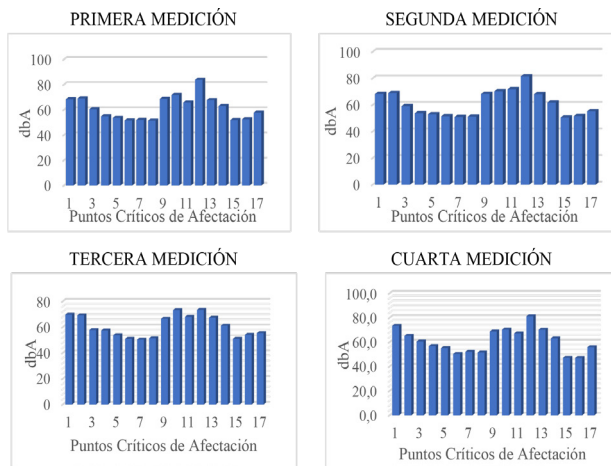 PRIMERA MEDICIÓN
100
80
60
40
20
0
dbA
1 3 5 7 9 11 13 15 17
Puntos Críticos de Afectación
SEGUNDA MEDICIÓN
100
80
60
40
20
0
dbA
1 3 5 7 9 11 13 15 17
Puntos Críticos de Afectación
TERCERA MEDICIÓN
80
60
40
20
0
dbA
1 3 5 7 9 11 13 15 17
Puntos Críticos de Afectación
CUARTA MEDICIÓN
100,0
80,0
60,0
40,0
20,0
0,0
dbA
1 3 5 7 9 11 13 15 17
Puntos Críticos de Afectación